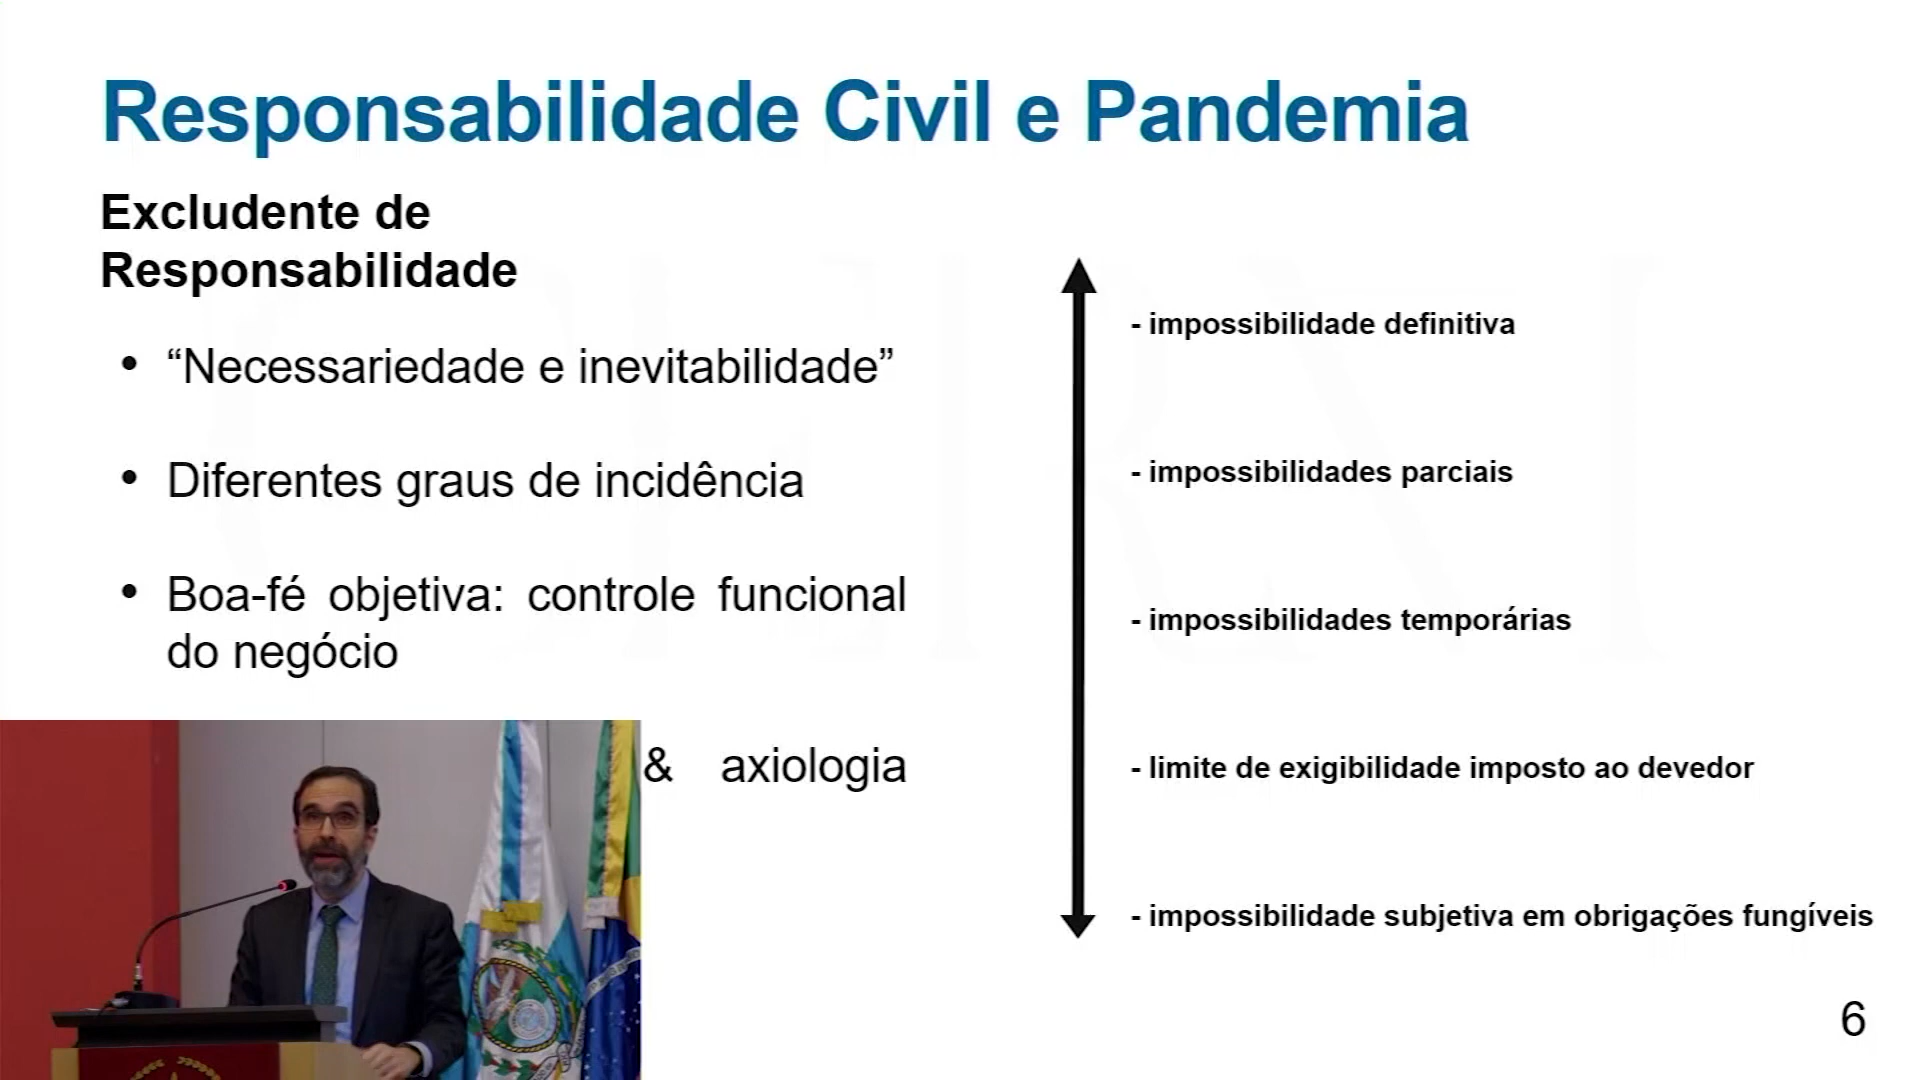 Responsabilidade Civil e Pandemia
Excludente de
Responsabilidade
• “Necessariedade e inevitabilidade”
• Diferentes graus de incidência
• Boa-fé objetiva: controle funcional
do negócio
& axiologia
- impossibilidade definitiva
- impossibilidades parciais
- impossibilidades temporárias
- limite de exigibilidade imposto ao devedor
- impossibilidade subjetiva em obrigações fungíveis
6